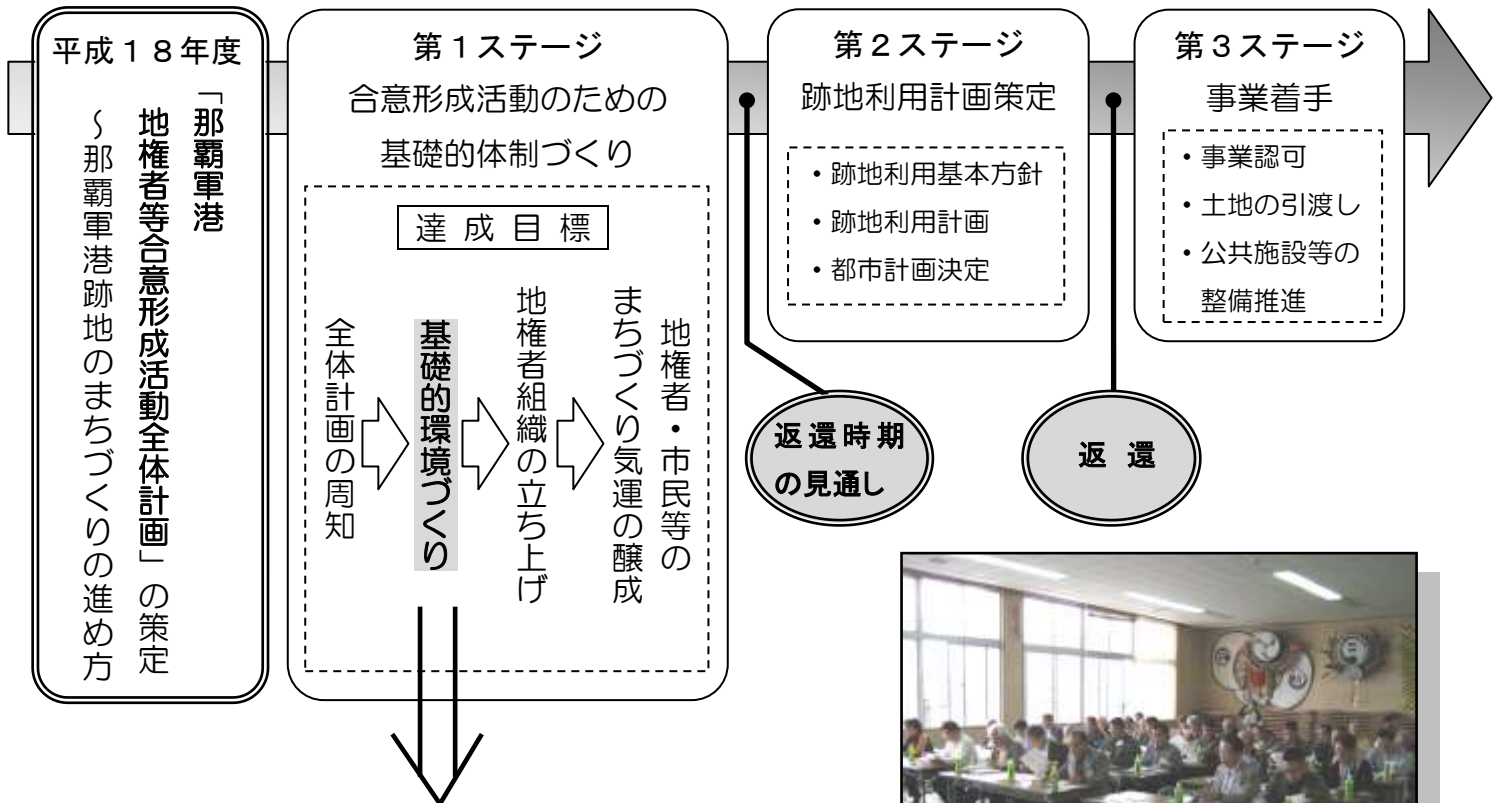 平成18年度
「那覇軍港
地権者等合意形成活動全体計画」の策定
～那覇軍港跡地のまちづくりの進め方
第1ステージ
合意形成活動のための
基礎的体制づくり
達成目標
全体計画の周知
基礎的環境づくり
地権者組織の立ち上げ
地権者・市民等の
まちづくり気運の醸成
第2ステージ
跡地利用計画策定
・跡地利用基本方針
・跡地利用計画
・都市計画決定
第3ステージ
事業着手
・事業認可
・土地の引渡し
・公共施設等の
整備推進
返還時期
の見通し
返還